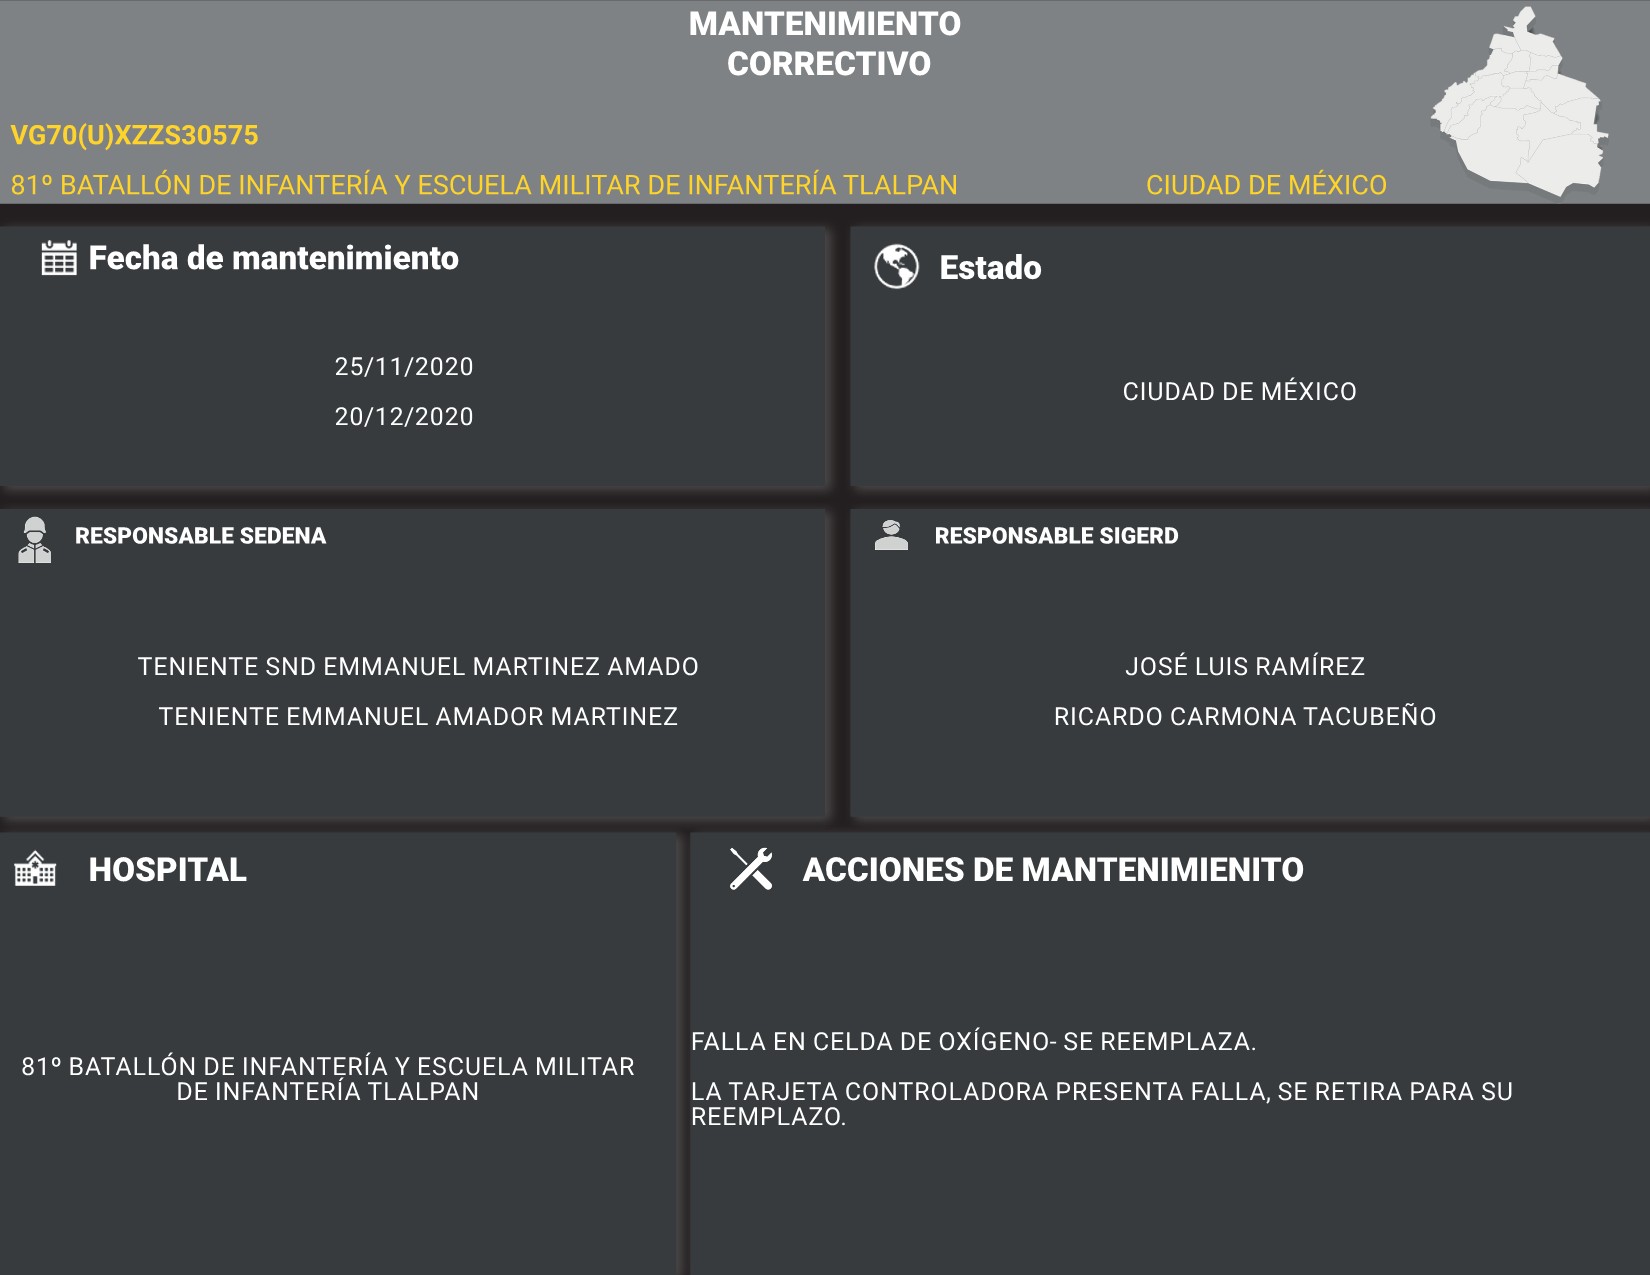 MANTENIMIENTO
CORRECTIVO
VG70(U)XZZS30575
81º BATALLÓN DE INFANTERÍA Y ESCUELA MILITAR DE INFANTERÍA TLALPAN
CIUDAD DE MÉXICO
Fecha de mantenimiento
25/11/2020
20/12/2020
Estado
CIUDAD DE MÉXICO
RESPONSABLE SEDENA
TENIENTE SND EMMANUEL MARTINEZ AMADO
TENIENTE EMMANUEL AMADOR MARTINEZ
RESPONSABLE SIGERD
JOSÉ LUIS RAMÍREZ
RICARDO CARMONA TACUBEÑO
HOSPITAL
81º BATALLÓN DE INFANTERÍA Y ESCUELA MILITAR
DE INFANTERÍA TLALPAN
ACCIONES DE MANTENIMIENITO
FALLA EN CELDA DE OXÍGENO- SE REEMPLAZA.
LA TARJETA CONTROLADORA PRESENTA FALLA, SE RETIRA PARA SU
REEMPLAZO.